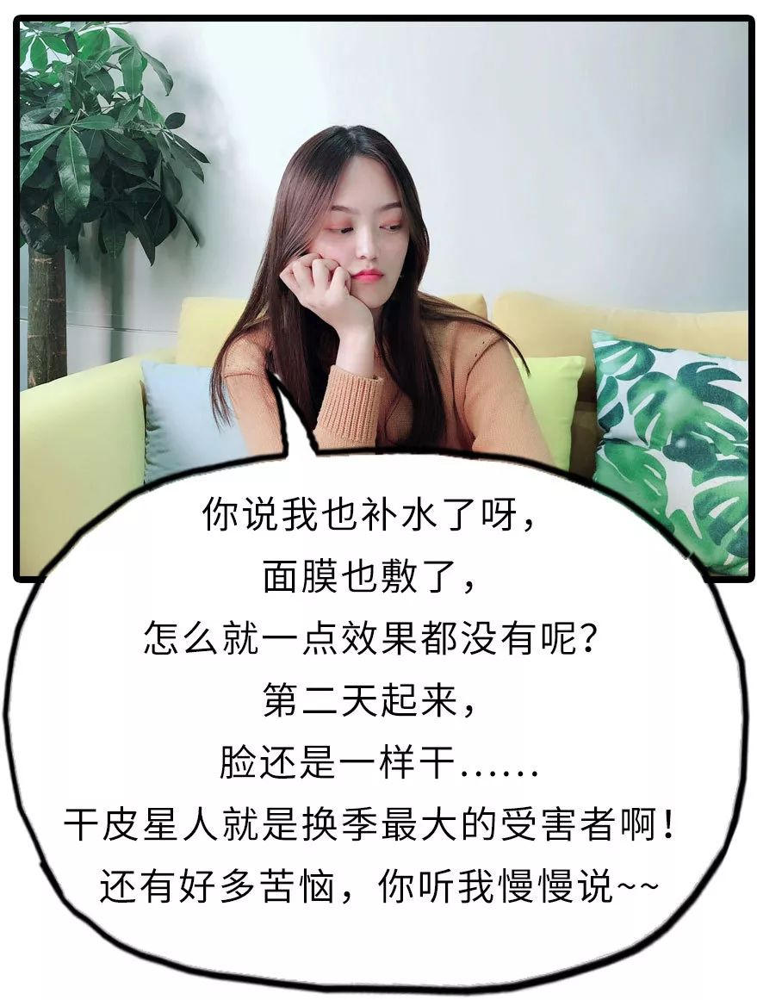 你说我也补水了呀，
面膜也敷了，
怎么就一点效果都没有呢？
第二天起来，
脸还是一样干……
干皮星人就是换季最大的受害者啊！
还有好多苦恼，你听我慢慢说~~